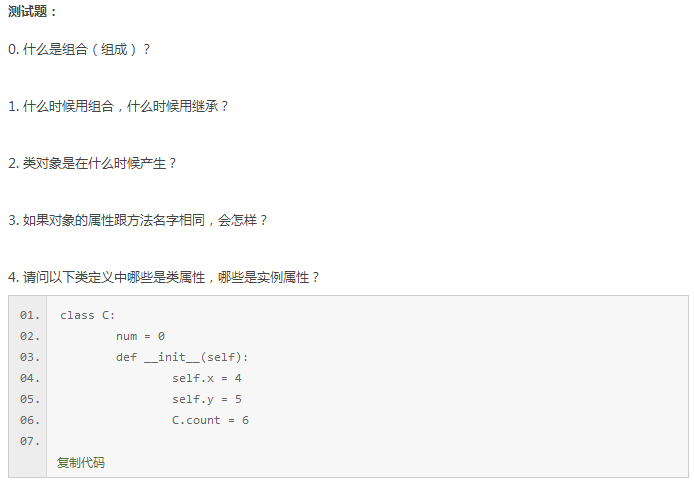 测试题：
0. 什么是组合（组成）？
1. 什么时候用组合，什么时候用继承？
2. 类对象是在什么时候产生？
3. 如果对象的属性跟方法名字相同，会怎样？
4. 请问以下类定义中哪些是类属性，哪些是实例属性？
01. class C:
02.         num = 0
03.         def __init__(self):
04.                 self.x = 4
05.                 self.y = 5
06.                 C.count = 6
07.
复制代码